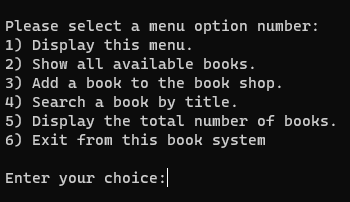 Please select a menu option number:
1) Display this menu.
2) Show all available books.
3) Add a book to the book shop.
4) Search a book by title.
5) Display the total number of books.
6) Exit from this book system
Enter your choice: